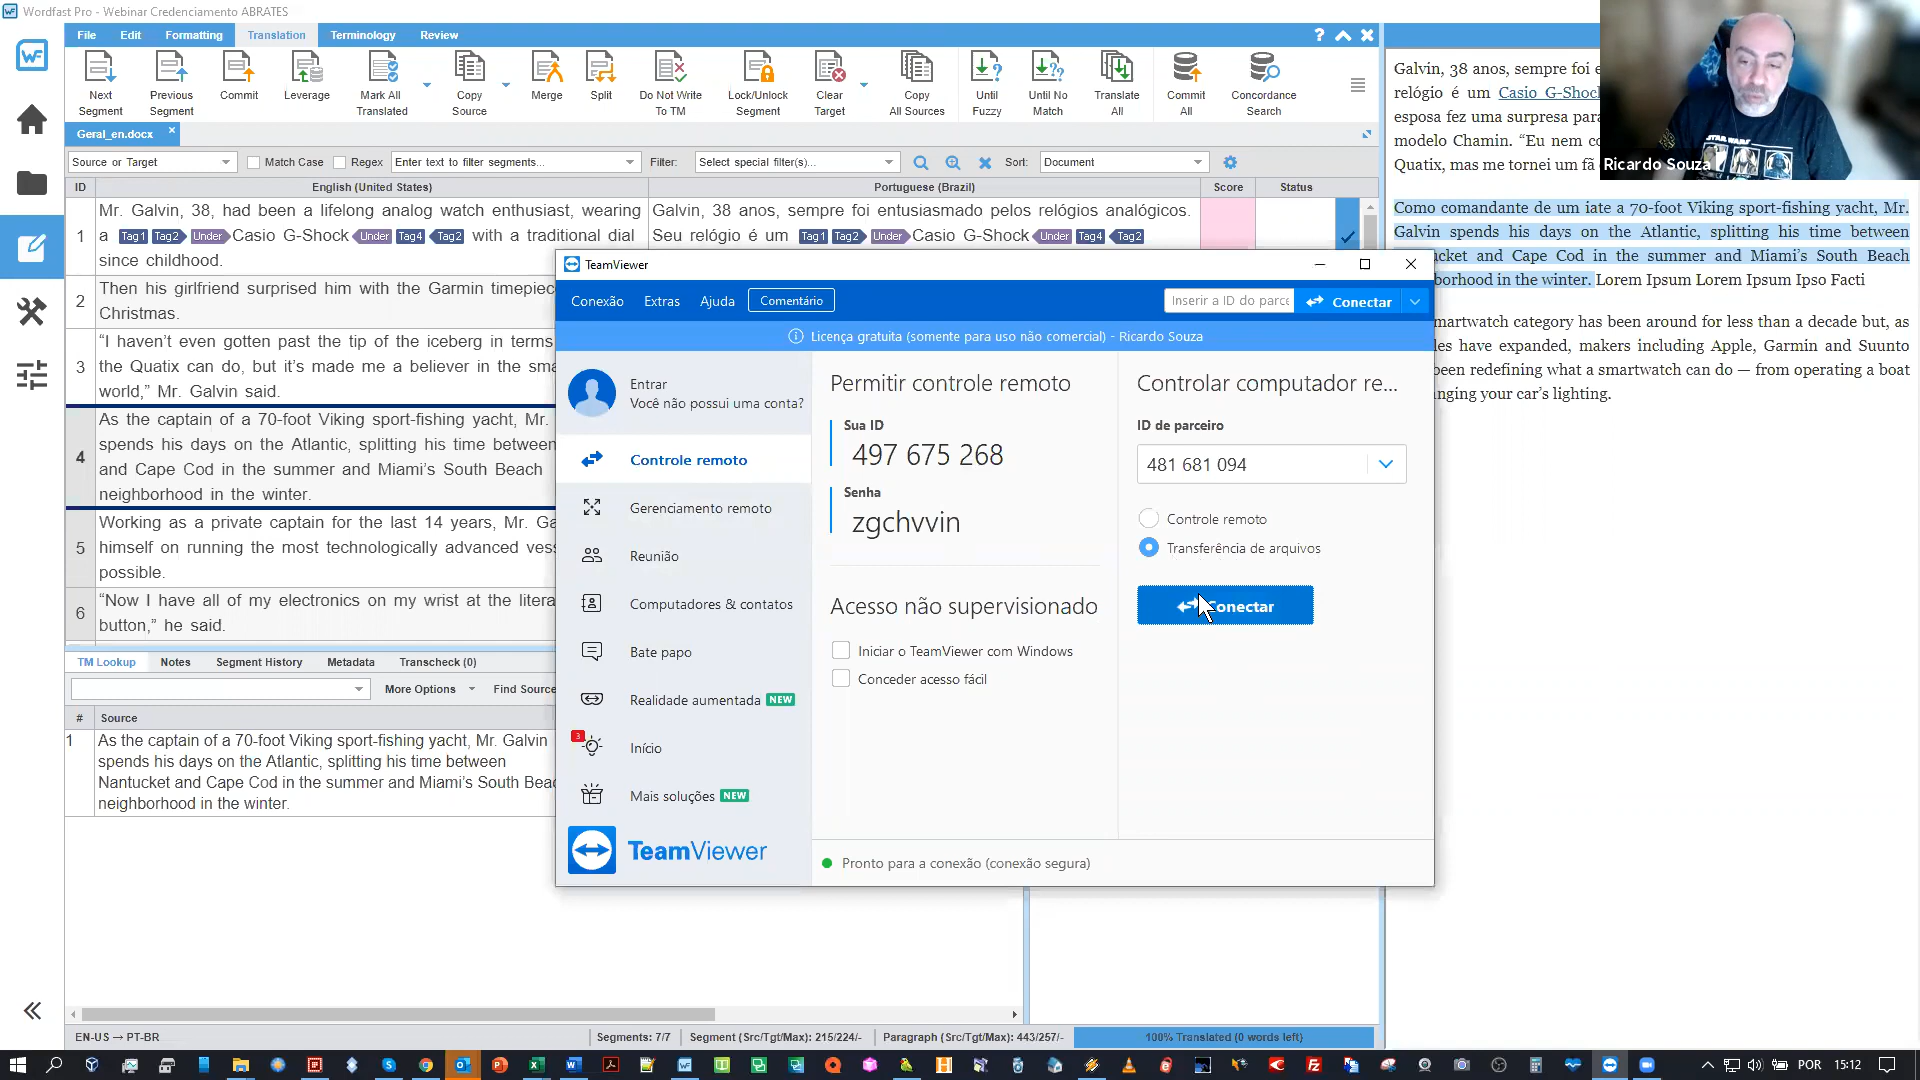 Wordfast Pro - Webinar Credenciamento ABRATES
File Edit Formatting Translation Terminology Review
Next Segment
Previous Segment
Commit
Leverage
Mark All Translated
Copy Source
Merge
Split
Do Not Write To TM
Lock/Unlock Segment
Clear Target
Copy All Sources
Until Fuzzy
Until No Match
Translate All
Commit All
Concordance Search
Geral_en.docx
Source or Target Match Case Regex Enter text to filter segments... Filter: Select special filter(s)... Sort: Document
ID English (United States) Portuguese (Brazil) Score Status
1
Mr. Galvin, 38, had been a lifelong analog watch enthusiast, wearing
a Tag1 Tag2 Under Casio G-Shock Under Tag4 Tag2 with a traditional dial
since childhood.
Galvin, 38 anos, sempre foi entusiasmado pelos relógios analógicos.
Seu relógio é um Tag1 Tag2 Under Casio G-Shock Under Tag4 Tag2
2
Then his girlfriend surprised him with the Garmin timepiec
Christmas.
3
“I haven’t even gotten past the tip of the iceberg in terms
the Quatix can do, but it’s made me a believer in the sma
world,” Mr. Galvin said.
4
As the captain of a 70-foot Viking sport-fishing yacht, Mr.
spends his days on the Atlantic, splitting his time between
and Cape Cod in the summer and Miami’s South Beach
neighborhood in the winter.
5
Working as a private captain for the last 14 years, Mr. Ga
himself on running the most technologically advanced vess
possible.
6
“Now I have all of my electronics on my wrist at the litera
button,” he said.
TM Lookup Notes Segment History Metadata Transcheck (0)
More Options Find Source
# Source
1
As the captain of a 70-foot Viking sport-fishing yacht, Mr. Galvin
spends his days on the Atlantic, splitting his time between
Nantucket and Cape Cod in the summer and Miami’s South Beac
neighborhood in the winter.
EN-US → PT-BR Segments: 7/7 Segment (Src/Tgt/Max): 215/224/- Paragraph (Src/Tgt/Max): 443/257/- 100% Translated (0 words left)
TeamViewer
Conexão Extras Ajuda Comentário Inserir a ID do parce Conectar
Licença gratuita (somente para uso não comercial) - Ricardo Souza
Entrar
Você não possui uma conta?
Controle remoto
Gerenciamento remoto
Reunião
Computadores & contatos
Bate papo
Realidade aumentada NEW
3
Início
Mais soluções NEW
TeamViewer
Permitir controle remoto
Sua ID
497 675 268
Senha
zgchvvin
Acesso não supervisionado
Iniciar o TeamViewer com Windows
Conceder acesso fácil
Controlar computador re...
ID de parceiro
481 681 094
Controle remoto
Transferência de arquivos
Conectar
Pronto para a conexão (conexão segura)
Galvin, 38 anos, sempre foi e
relógio é um Casio G-Shock
esposa fez uma surpresa para
modelo Chamin. “Eu nem co
Quatix, mas me tornei um fã
Ricardo Souza
STAR WARS
Como comandante de um iate a 70-foot Viking sport-fishing yacht, Mr.
Galvin spends his days on the Atlantic, splitting his time between
ucket and Cape Cod in the summer and Miami’s South Beach
borhood in the winter. Lorem Ipsum Lorem Ipsum Ipso Facti
martwatch category has been around for less than a decade but, as
les have expanded, makers including Apple, Garmin and Suunto
been redefining what a smartwatch can do — from operating a boat
nging your car’s lighting.
POR 15:12